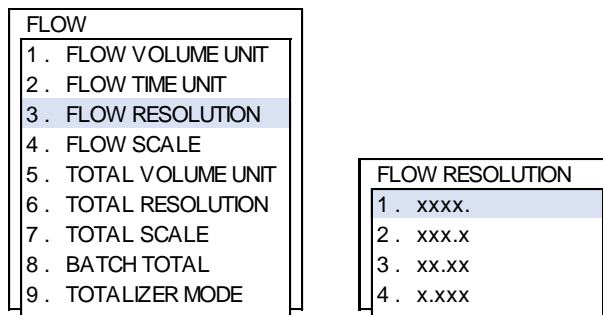 FLOW
1. FLOW VOLUME UNIT
2. FLOW TIME UNIT
3. FLOW RESOLUTION
4. FLOW SCALE
5. TOTAL VOLUME UNIT
6. TOTAL RESOLUTION
7. TOTAL SCALE
8. BATCH TOTAL
9. TOTALIZER MODE
FLOW RESOLUTION
1. xxxx.
2. xxx.x
3. xx.xx
4. x.xxx